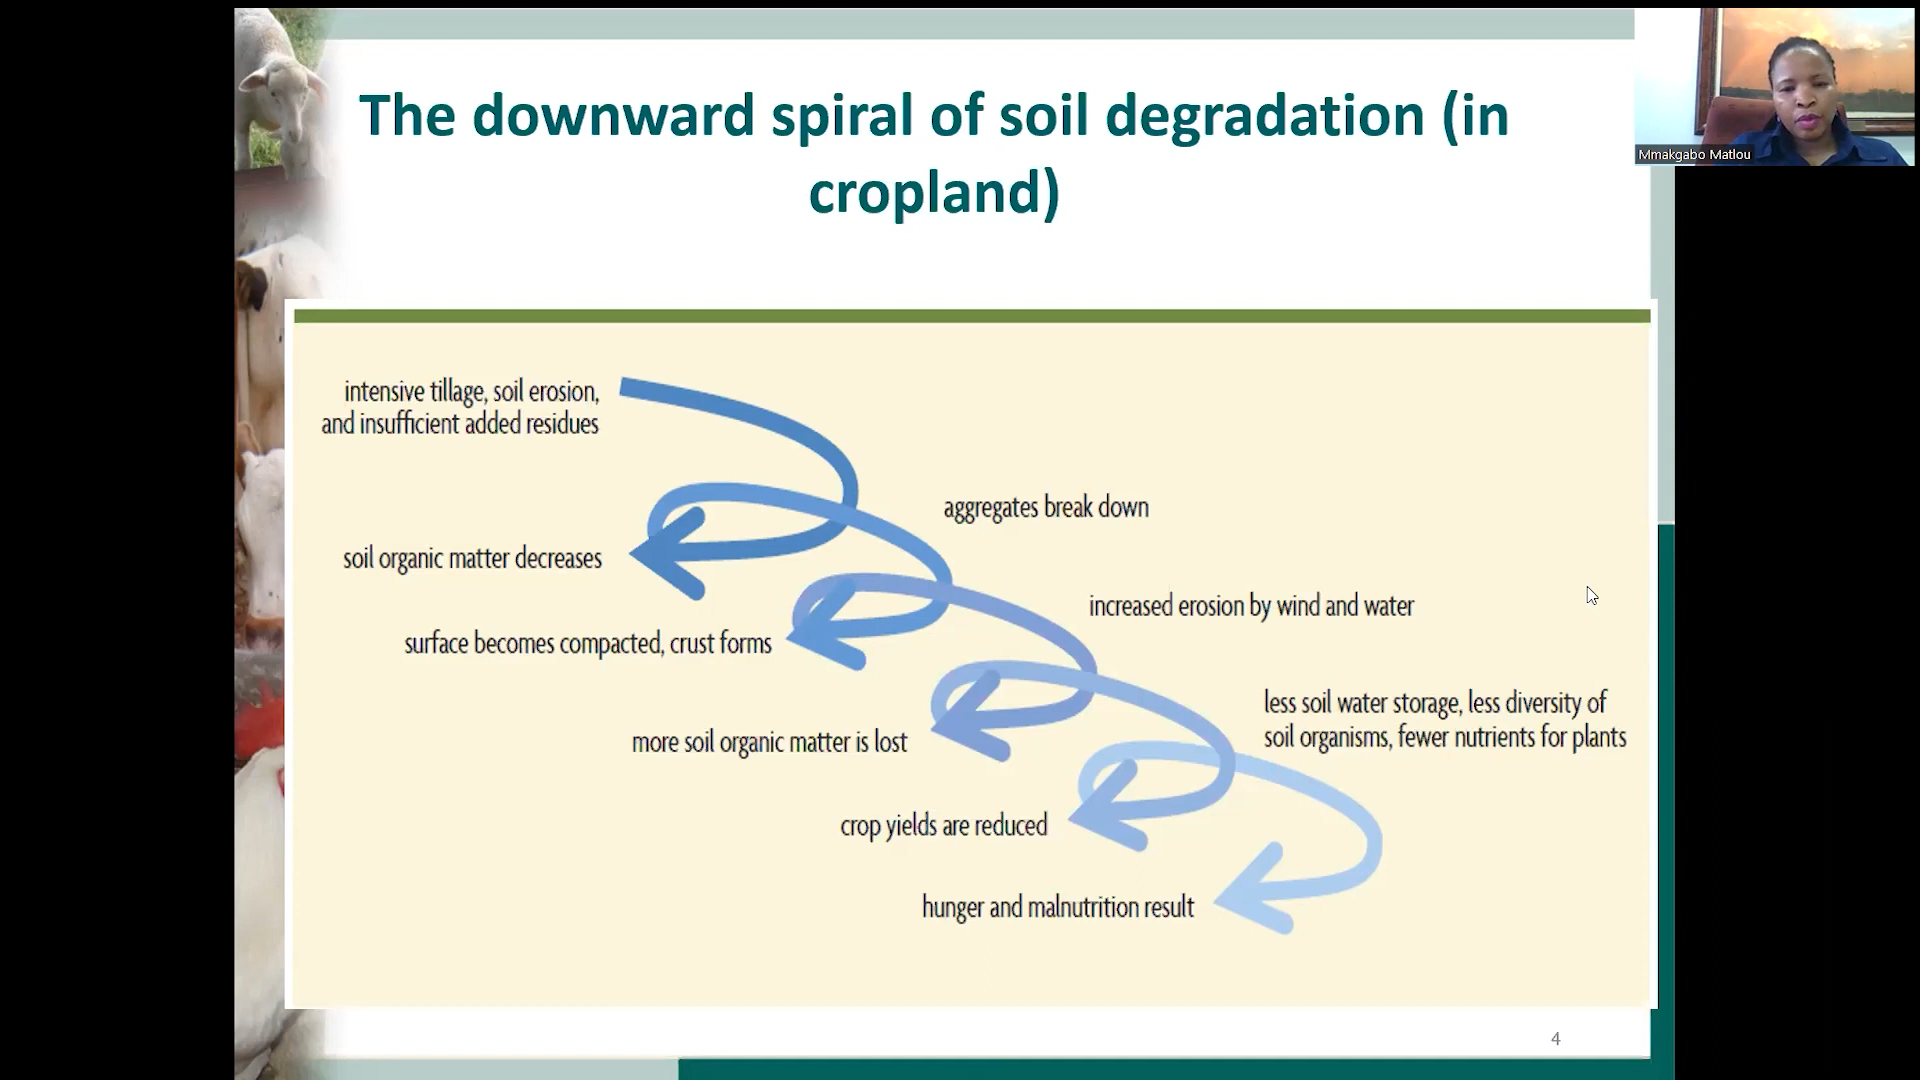 The downward spiral of soil degradation (in
cropland)
Mmakgabo Matlou
intensive tillage, soil erosion,
and insufficient added residues
aggregates break down
soil organic matter decreases
increased erosion by wind and water
surface becomes compacted, crust forms
less soil water storage, less diversity of
soil organisms, fewer nutrients for plants
more soil organic matter is lost
crop yields are reduced
hunger and malnutrition result
4